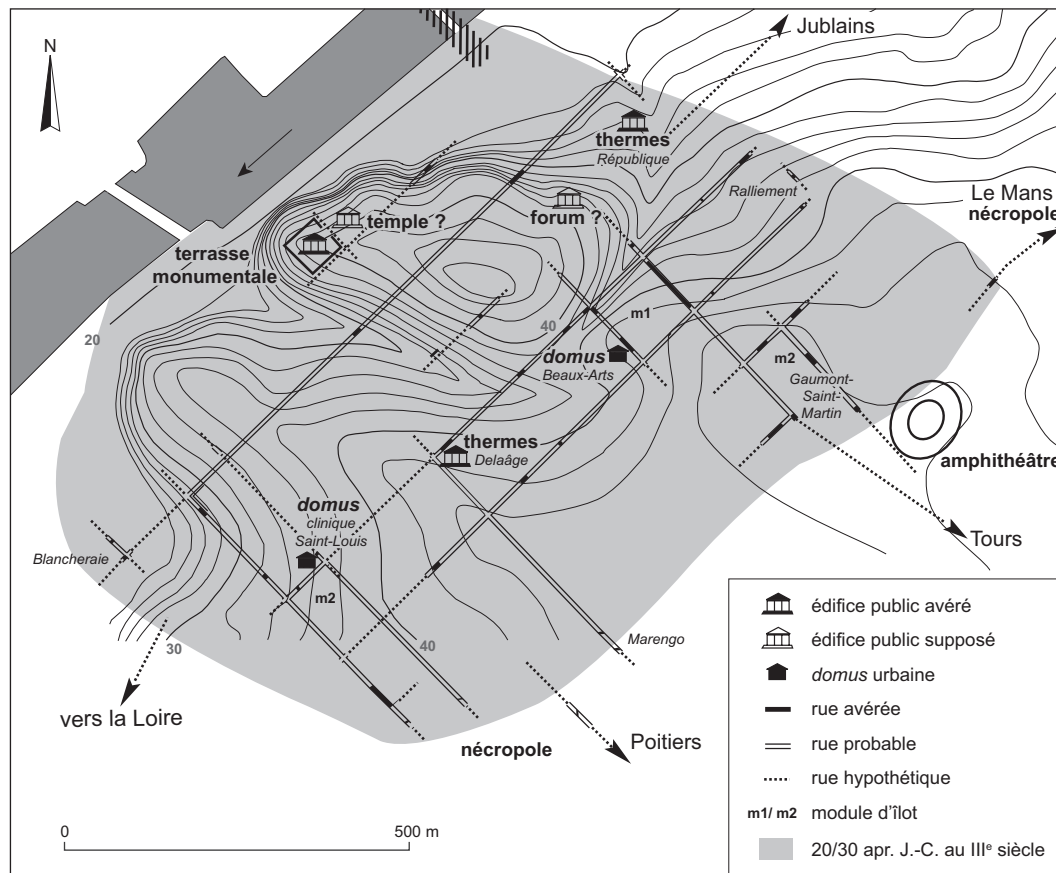 N
Jublains
thermes
République
Ralliement
Le Mans
nécropole
temple ?
forum ?
terrasse
monumentale
20
40
m1
domus
Beaux-Arts
m2
Gaumont-
Saint-
Martin
amphithéâtre
thermes
Delaâge
domus
clinique
Saint-Louis
Tours
Blancheraie
m2
Marengo
30
40
vers la Loire
nécropole
Poitiers
0
500 m
édifice public avéré
édifice public supposé
domus urbaine
rue avérée
rue probable
rue hypothétique
m1/ m2 module d'îlot
20/30 apr. J.-C. au IIIe siècle